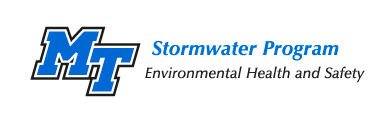 MT Stormwater Program
Environmental Health and Safety